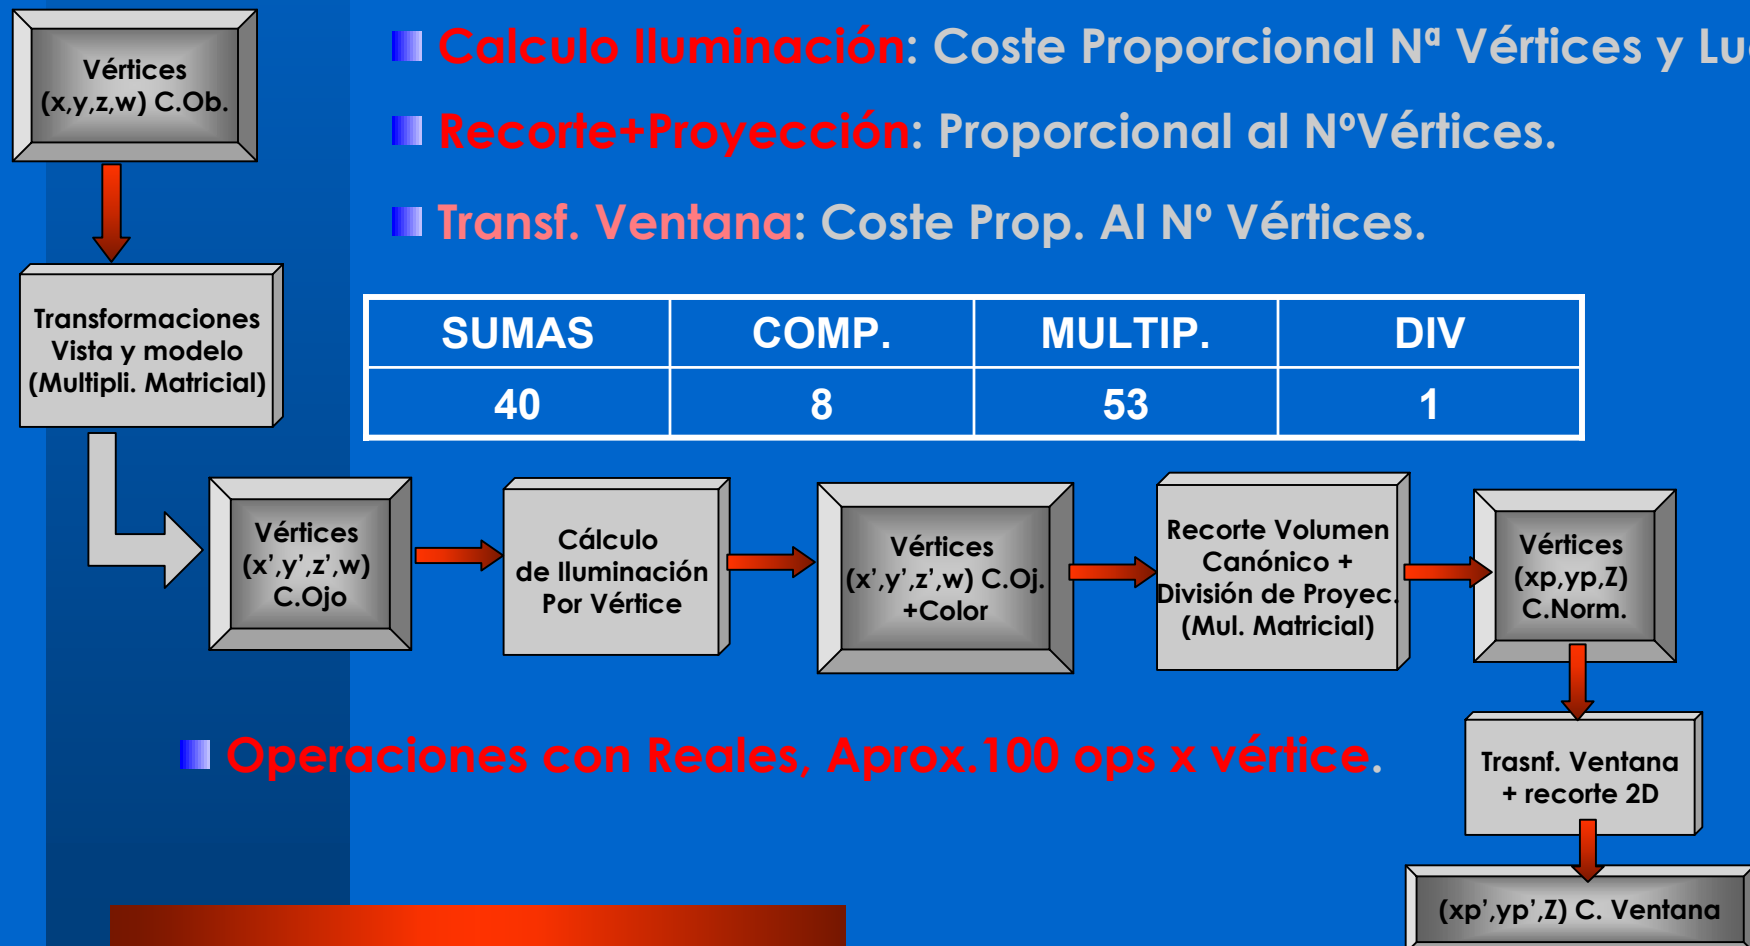 Calculo Iluminación: Coste Proporcional Nª Vértices y
Recorte+Proyección: Proporcional al NºVértices.
Transf. Ventana: Coste Prop. Al Nº Vértices.
Vértices
(x,y,z,w) C.Ob.
Transformaciones
Vista y modelo
(Multipli. Matricial)
SUMAS COMP. MULTIP. DIV
40 8 53 1
Vértices
(x’,y’,z’,w)
C.Ojo
Cálculo
de Iluminación
Por Vértice
Vértices
(x’,y’,z’,w) C.Oj.
+Color
Recorte Volumen
Canónico +
División de Proyec.
(Mul. Matricial)
Vértices
(xp,yp,Z)
C.Norm.
Operaciones con Reales, Aprox.100 ops x vértice.
Trasnf. Ventana
+ recorte 2D
(xp’,yp’,Z) C. Ventana